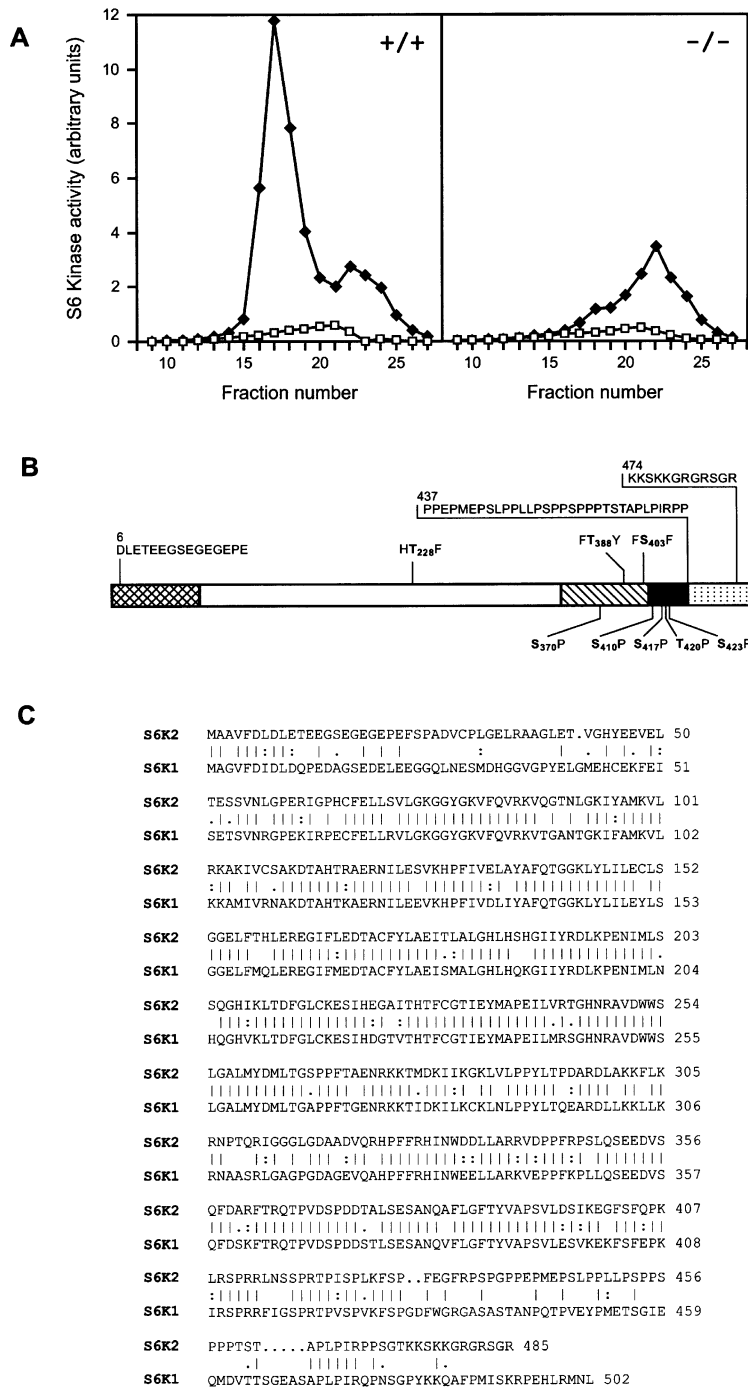 A
+/+
-/-
S6 Kinase activity (arbitrary units)
12
10
8
6
4
2
0
10 15 20 25
10 15 20 25
Fraction number
Fraction number
B
474
KKSKKGRGRSGR
437
PPEPMEPSLPPLLPSPPSPPPTSTAPLPIRPP
6
DLETEEGSEGEGEPE
HT228F
FT388Y
FS403F
S370P
S410P
S417P
T420P
S423P
C
S6K2 MAAVFDLDLETEEGSEGEGEPEFSPADVCPLGELRAAGLET.VGHYEEVEL 50
S6K1 MAGVFDIDLDQPEDAGSEDELEEGGQLNESMDHGGVGPYELGMEHCEKFEI 51
S6K2 TESSVNLGPERIGPHCFELLSVLGKGGYGKVFQVRKVQGTNLGKIYAMKVL 101
S6K1 SETSVNRGPEKIRPECFELLRVLGKGGYGKVFQVRKVTGANTGKIFAMKVL 102
S6K2 RKAKIVCSAKDTAHTRAERNILESVKHPFIVELAYAFQTGGKLYLILECLS 152
S6K1 KKAMIVRNAKDTAHTKAERNILEEVKHPFIVDLIYAFQTGGKLYLILEYLS 153
S6K2 GGELFTHLEREGIFLEDTACFYLAEITLALGHLHSHGIIYRDLKPENIMLS 203
S6K1 GGELFMQLEREGIFMEDTACFYLAEISMALGHLHQKGIIYRDLKPENIMLN 204
S6K2 SQGHIKLTDFGLCKESIHEGAITHTFCGTIEYMAPEILVRTGHNRAVDWWS 254
S6K1 HQGHVKLTDFGLCKESIHDGTVTHTFCGTIEYMAPEILMRSGHNRAVDWWS 255
S6K2 LGALMYDMLTGSPPFTAENRKKTMDKIIKGKLVLPPYLTPDARDLAKKFLK 305
S6K1 LGALMYDMLTGAPPFTGENRKKTIDKILKCKLNLPPYLTQEARDLLKKLLK 306
S6K2 RNPTQRIGGGLGDAADVQRHPFFRHINWDDLLARRVDPPFRPSLQSEEDVS 356
S6K1 RNAASRLGAGPGDAGEVQAHPFFRHINWEELLARKVEPPFKPLLQSEEDVS 357
S6K2 QFDARFTRQTPVDSPDDTALSESANQAFLGFTYVAPSVLDSIKEGFSFQPK 407
S6K1 QFDSKFTRQTPVDSPDDSTLSESANQVFLGFTYVAPSVLESVKEKFSFEPK 408
S6K2 LRSPRRLNSSPRTPISPLKFSP..FEGFRPSPGPPEPMEPSLPPLLPSPPS 456
S6K1 IRSPRRFIGSPRTPVSPVKFSPGDFWGRGASASTANPQTPVEYPMETSGIE 459
S6K2 PPPTST.....APLPIRPPSGTKKSKKGRGRSGR 485
S6K1 QMDVTTSGEASAPLPIRQPNSGPYKKQAFPMISKRPEHLRMNL 502